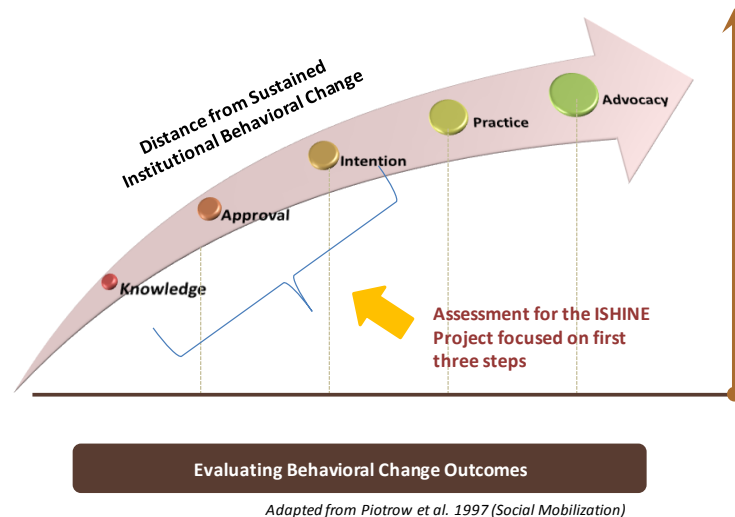 Distance from Sustained
Institutional Behavioral Change
Advocacy
Practice
Intention
Approval
Knowledge
Assessment for the ISHINE
Project focused on first
three steps
Evaluating Behavioral Change Outcomes
Adapted from Piotrow et al. 1997 (Social Mobilization)